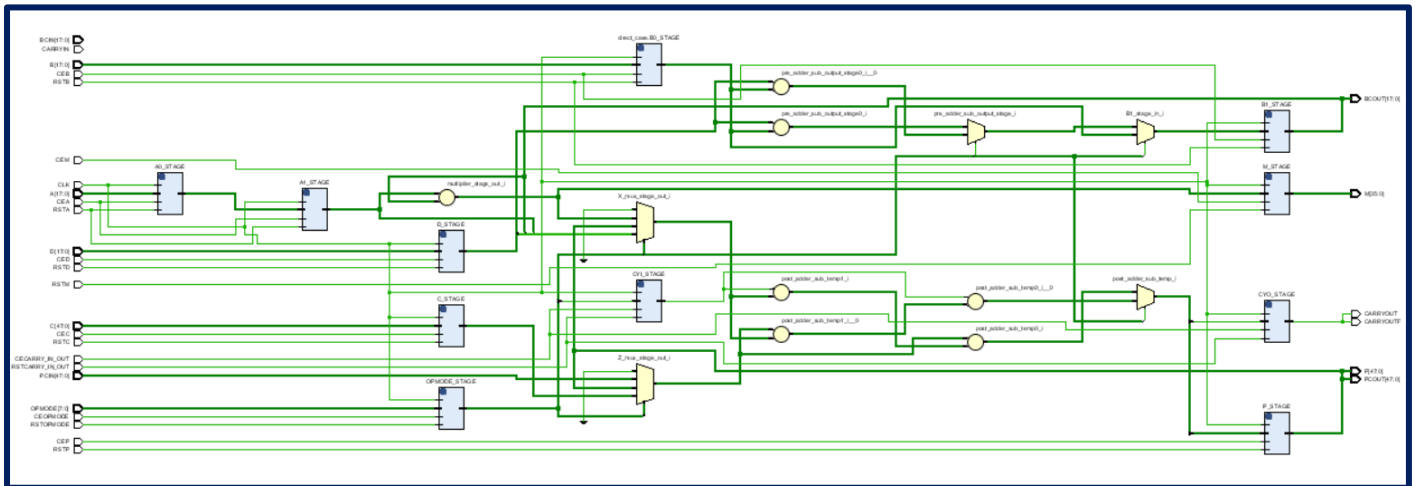 BCIN[17:0]
CARRYIN
B[17:0]
CEB
RSTB
direct_case.B0_STAGE
pre_adder_sub_output_stage0_i__0
pre_adder_sub_output_stage0_i
pre_adder_sub_output_stage_i
B1_stage_in_i
B1_STAGE
BCOUT[17:0]
CEM
A0_STAGE
CLK
A[17:0]
CEA
RSTA
A1_STAGE
multiplier_stage_out_i
X_mux_stage_out_i
M_STAGE
M[35:0]
D_STAGE
D[17:0]
CED
RSTD
RSTM
CYI_STAGE
post_adder_sub_temp1_i
post_adder_sub_temp0_i__0
post_adder_sub_temp_i
CYO_STAGE
CARRYOUT
CARRYOUTF
C_STAGE
C[47:0]
CEC
RSTC
post_adder_sub_temp1_i__0
post_adder_sub_temp0_i
CECARRY_IN_OUT
RSTCARRY_IN_OUT
PCIN[47:0]
Z_mux_stage_out_i
P[47:0]
PCOUT[47:0]
OPMODE_STAGE
OPMODE[7:0]
CEOPMODE
RSTOPMODE
P_STAGE
CEP
RSTP